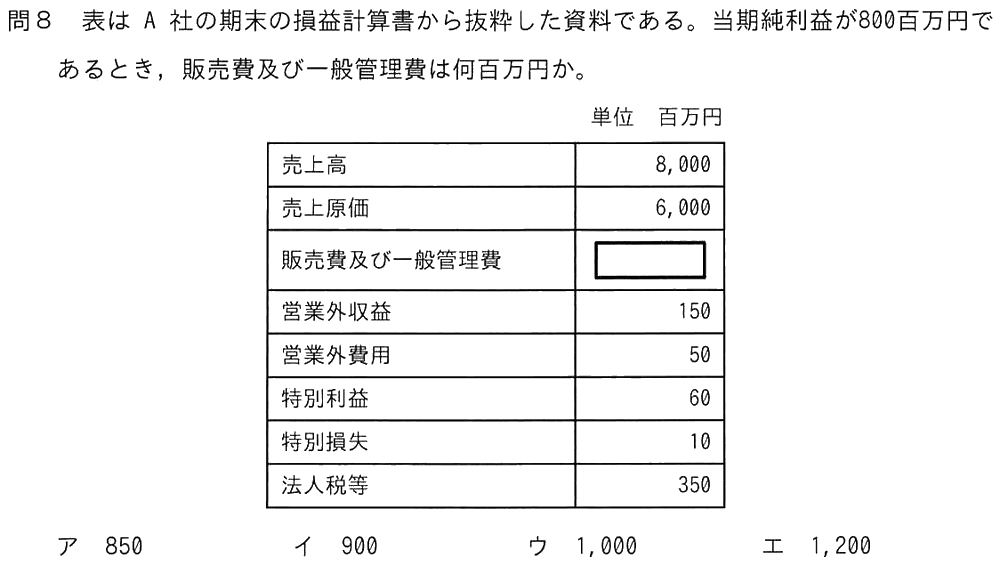 問８　表は A 社の期末の損益計算書から抜粋した資料である。当期純利益が800百万円で
あるとき，販売費及び一般管理費は何百万円か。
単位　百万円
売上高　8,000
売上原価　6,000
販売費及び一般管理費
営業外収益　150
営業外費用　50
特別利益　60
特別損失　10
法人税等　350
ア　850　イ　900　ウ　1,000　エ　1,200